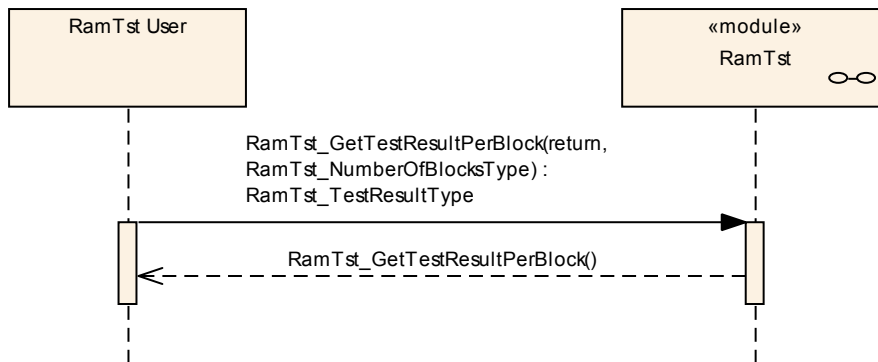 RamTst User
«module»
RamTst
RamTst_GetTestResultPerBlock(return,
RamTst_NumberOfBlocksType) :
RamTst_TestResultType
RamTst_GetTestResultPerBlock()